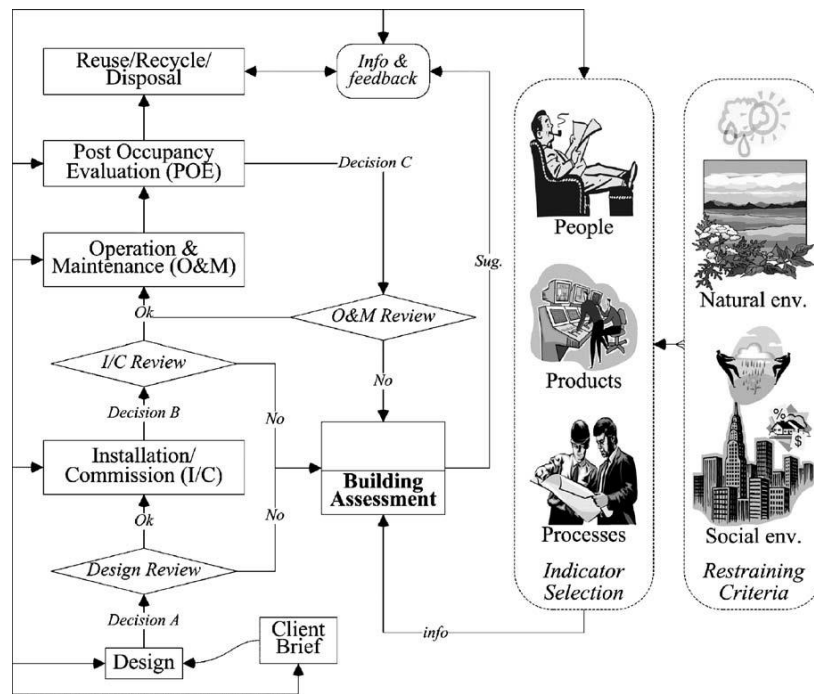 Reuse/Recycle/
Disposal
Info &
feedback
Post Occupancy
Evaluation (POE)
Decision C
People
Operation &
Maintenance (O&M)
Sug.
Natural env.
Ok
O&M Review
I/C Review
No
Products
Decision B
No
Installation/
Commission (I/C)
Building
Assessment
%
$
Ok
No
Processes
Social env.
Design Review
Indicator
Selection
Restraining
Criteria
Decision A
Client
Brief
info
Design